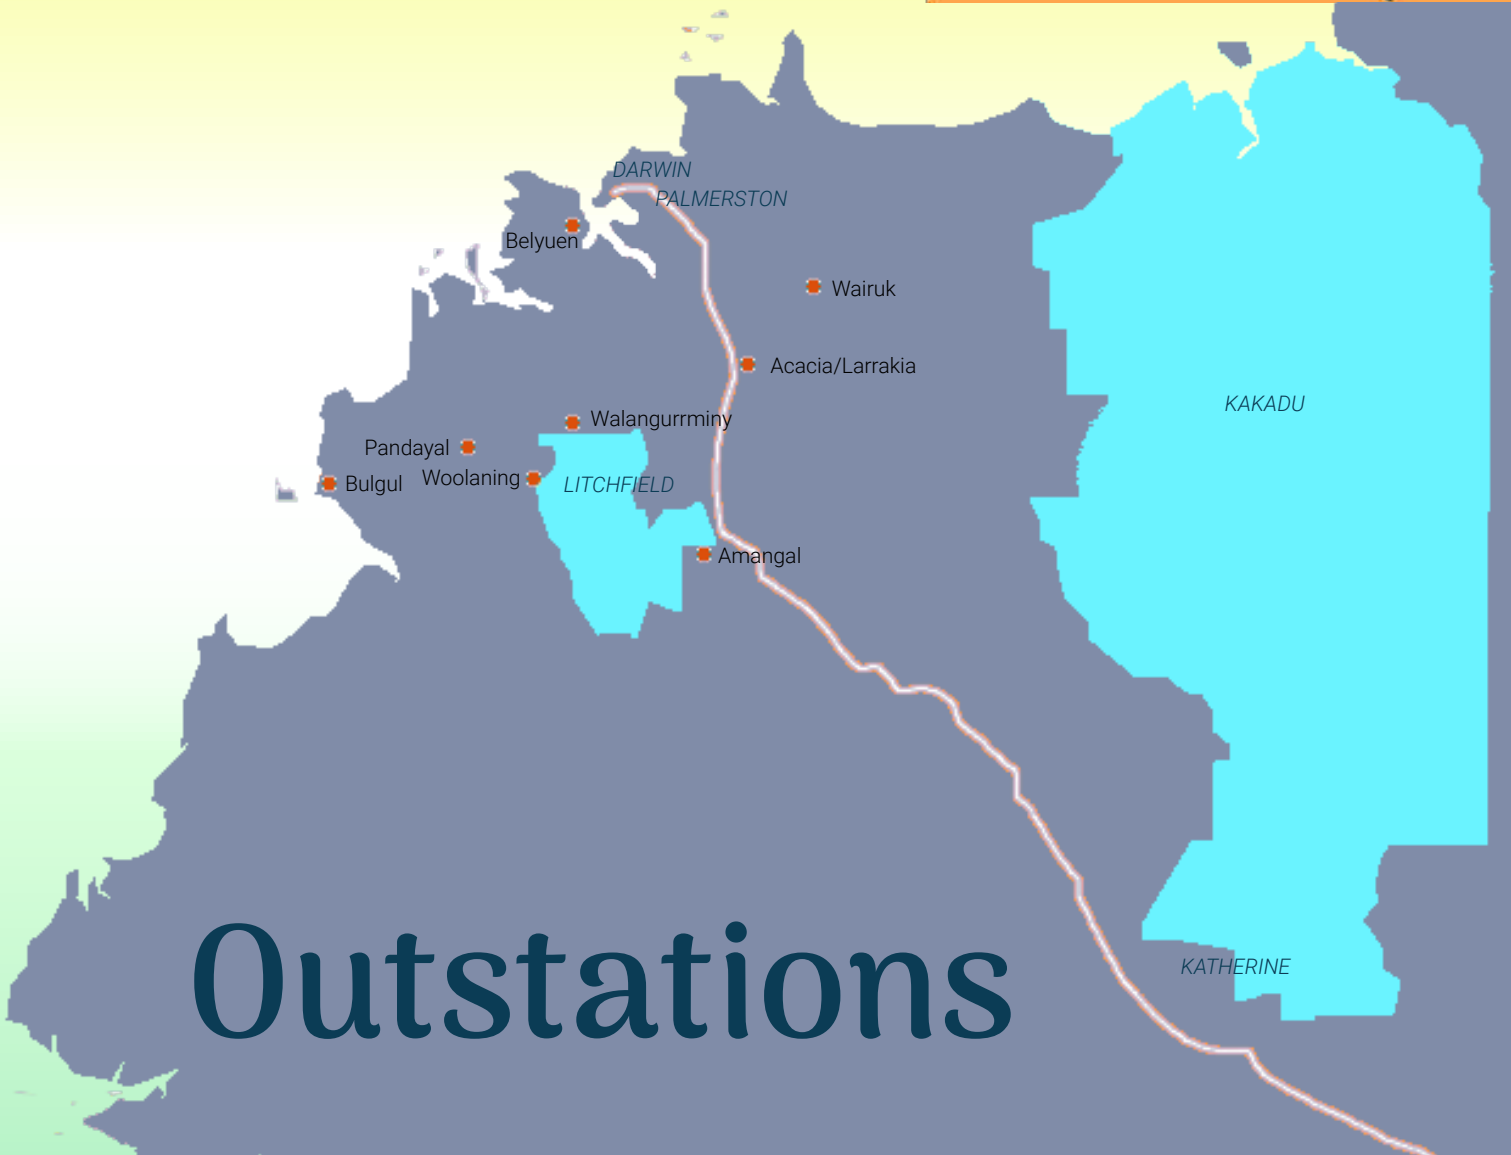 DARWIN
PALMERSTON
Belyuen
Wairuk
Acacia/Larrakia
KAKADU
Walangurrminy
Pandayal
Woolaning
Bulgul
LITCHFIELD
Amangal
Outstations
KATHERINE